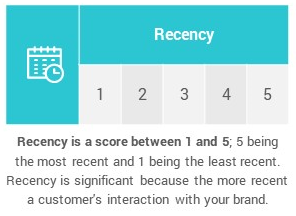 Recency
1 2 3 4 5
Recency is a score between 1 and 5; 5 being
the most recent and 1 being the least recent.
Recency is significant because the more recent
a customer's interaction with your brand.